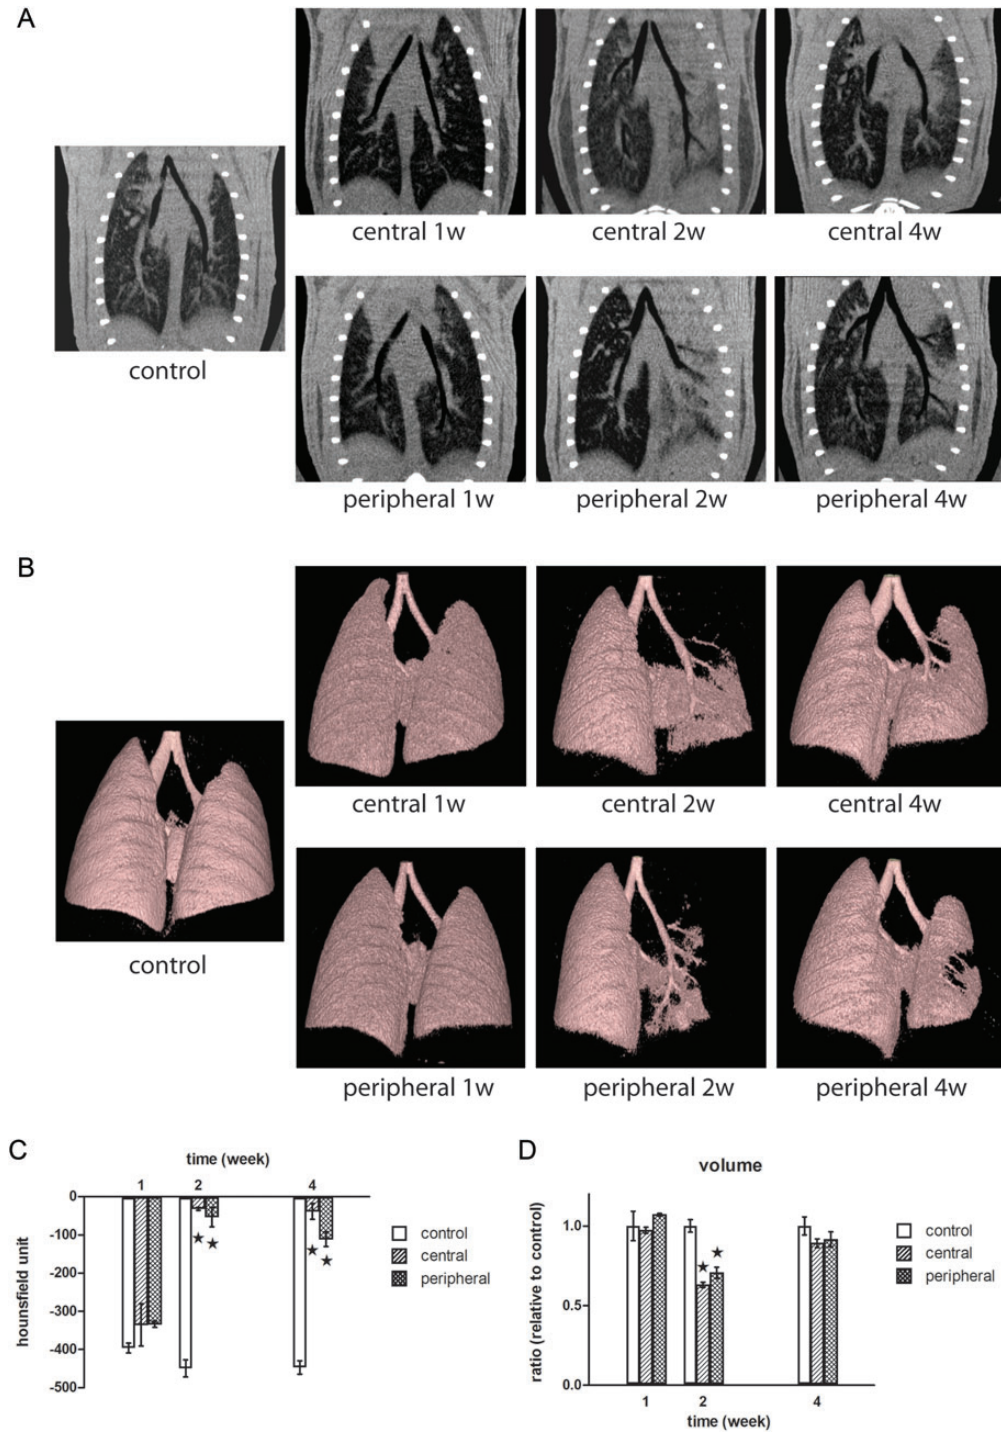 A
control
central 1w
central 2w
central 4w
peripheral 1w
peripheral 2w
peripheral 4w
B
control
central 1w
central 2w
central 4w
peripheral 1w
peripheral 2w
peripheral 4w
C
time (week)
1 2 4
0
-100
-200
-300
-400
-500
hounsfield unit
control
central
peripheral
D
volume
1.0
0.5
0.0
ratio (relative to control)
1 2 4
time (week)
control
central
peripheral